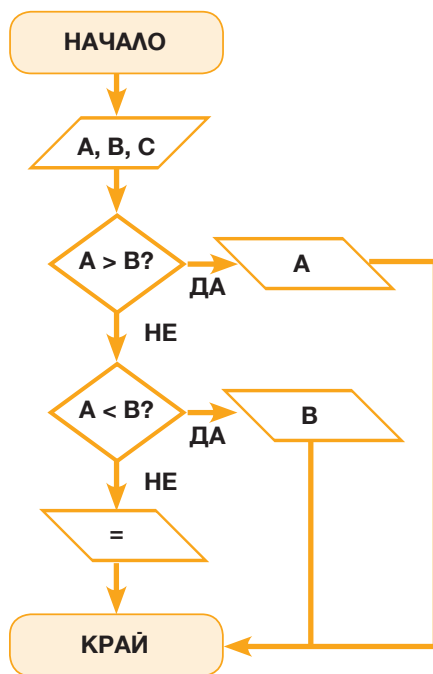 НАЧАЛО
A, B, C
A > B?
ДА
A
НЕ
A < B?
ДА
B
НЕ
=
КРАЙ